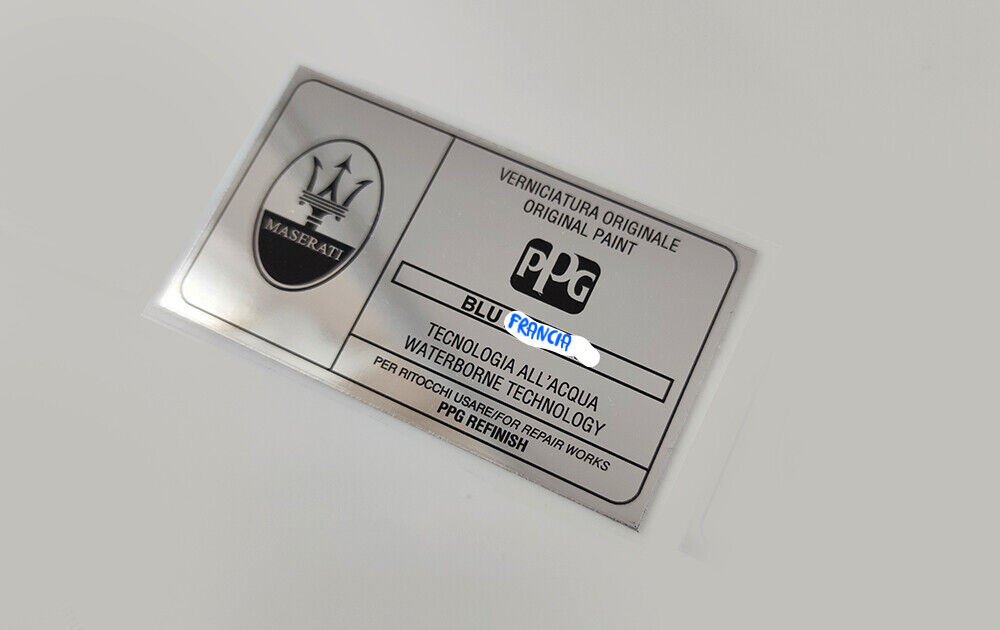 MASERATI
VERNICIATURA ORIGINALE
ORIGINAL PAINT
PPG
BLU FRANCIA
TECNOLOGIA ALL'ACQUA
WATERBORNE TECHNOLOGY
PER RITOCCHI USARE/FOR REPAIR WORKS
PPG REFINISH